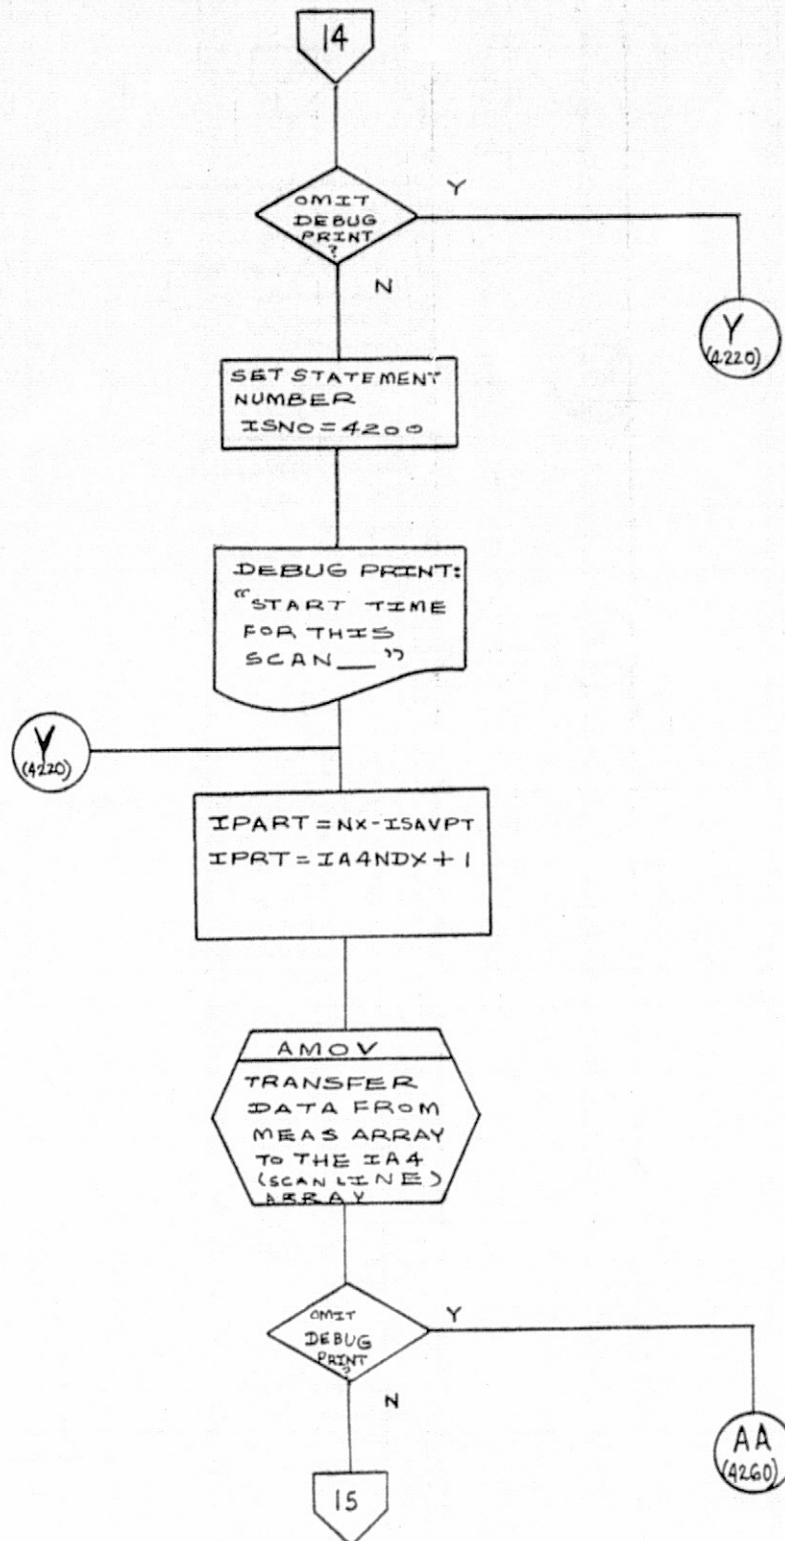 14
OMIT
DEBUG
PRINT
?
Y
N
Y
(4220)
SET STATEMENT
NUMBER
ISNO=4200
DEBUG PRINT:
"START TIME
FOR THIS
SCAN___"
Y
(4220)
IPART=NX-ISAVPT
IPRT=IA4NDX+1
AMOV
TRANSFER
DATA FROM
MEAS ARRAY
TO THE IA4
(SCAN LINE)
ARRAY
OMIT
DEBUG
PRINT
?
Y
N
AA
(4260)
15